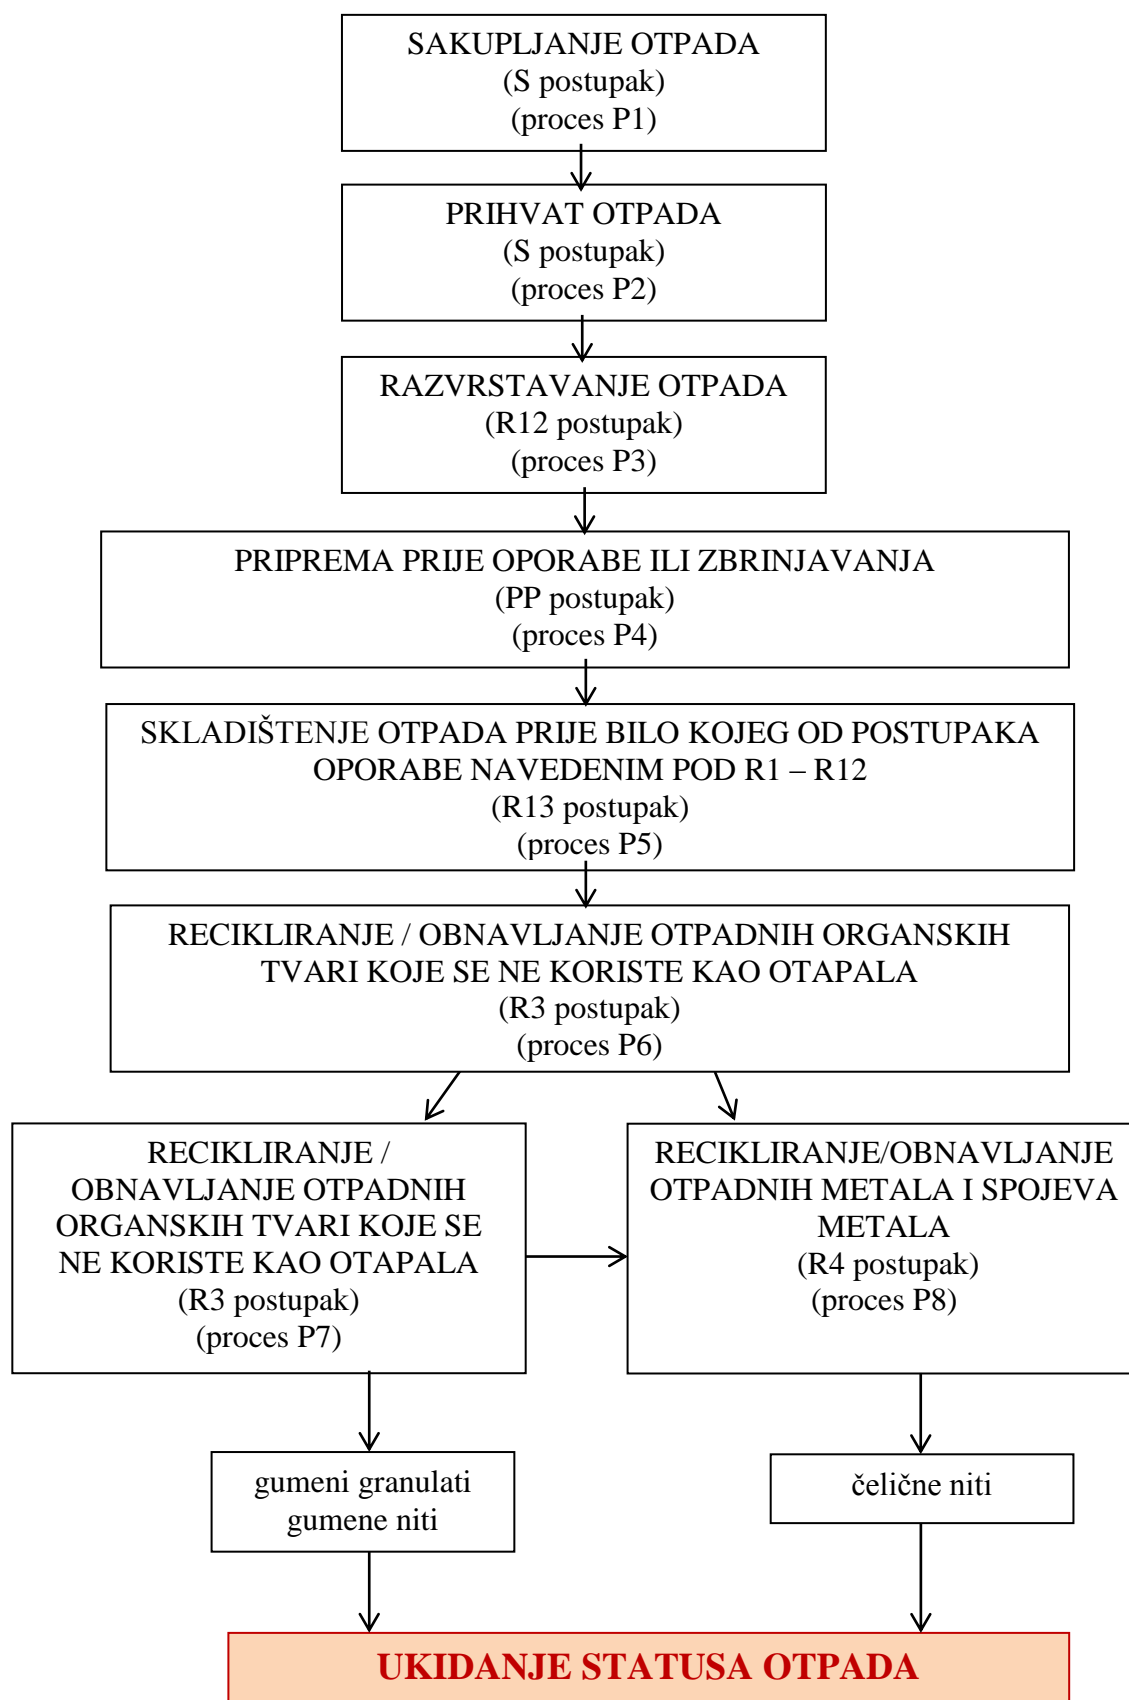 SAKUPLJANJE OTPADA
(S postupak)
(proces P1)
PRIHVAT OTPADA
(S postupak)
(proces P2)
RAZVRSTAVANJE OTPADA
(R12 postupak)
(proces P3)
PRIPREMA PRIJE OPORABE ILI ZBRINJAVANJA
(PP postupak)
(proces P4)
SKLADIŠTENJE OTPADA PRIJE BILO KOJEG OD POSTUPAKA
OPORABE NAVEDENIM POD R1 – R12
(R13 postupak)
(proces P5)
RECIKLIRANJE / OBNAVLJANJE OTPADNIH ORGANSKIH
TVARI KOJE SE NE KORISTE KAO OTAPALA
(R3 postupak)
(proces P6)
RECIKLIRANJE /
OBNAVLJANJE OTPADNIH
ORGANSKIH TVARI KOJE SE
NE KORISTE KAO OTAPALA
(R3 postupak)
(proces P7)
RECIKLIRANJE/OBNAVLJANJE
OTPADNIH METALA I SPOJEVA
METALA
(R4 postupak)
(proces P8)
gumeni granulati
gumene niti
čelične niti
UKIDANJE STATUSA OTPADA